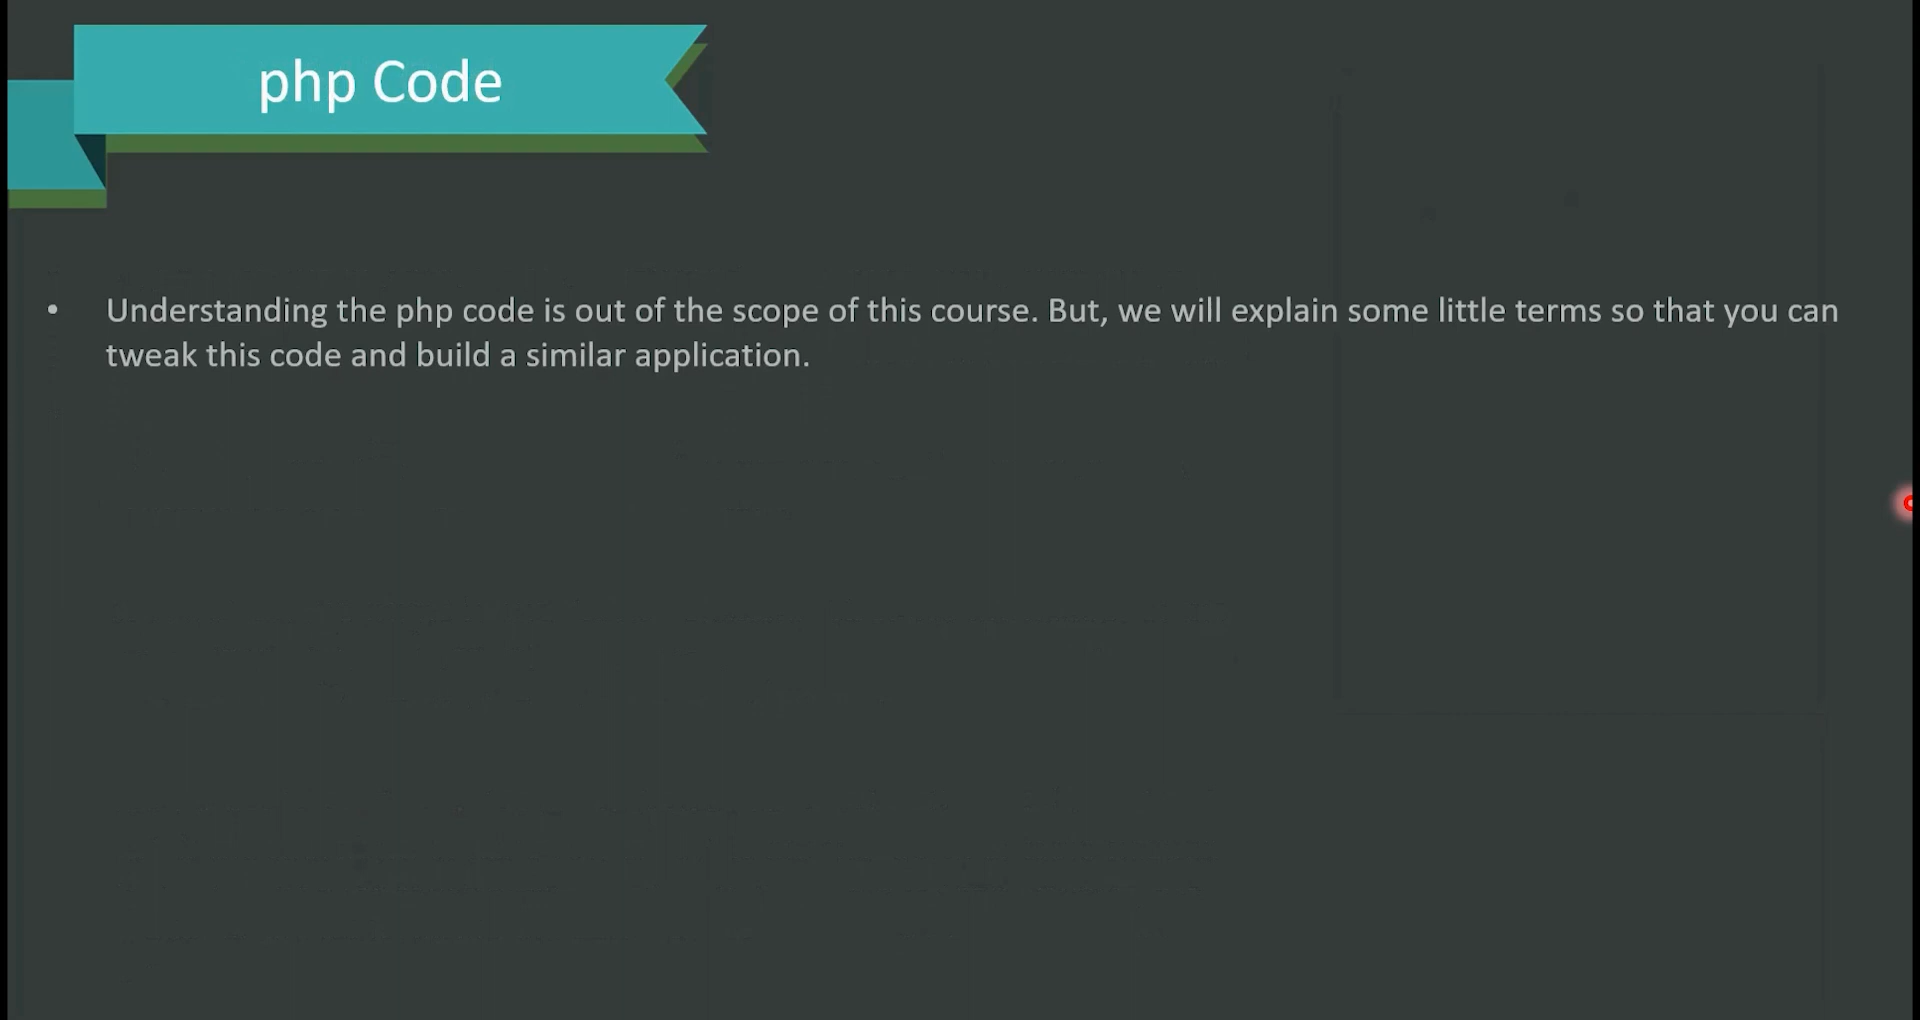 php Code
• Understanding the php code is out of the scope of this course. But, we will explain some little terms so that you can
tweak this code and build a similar application.